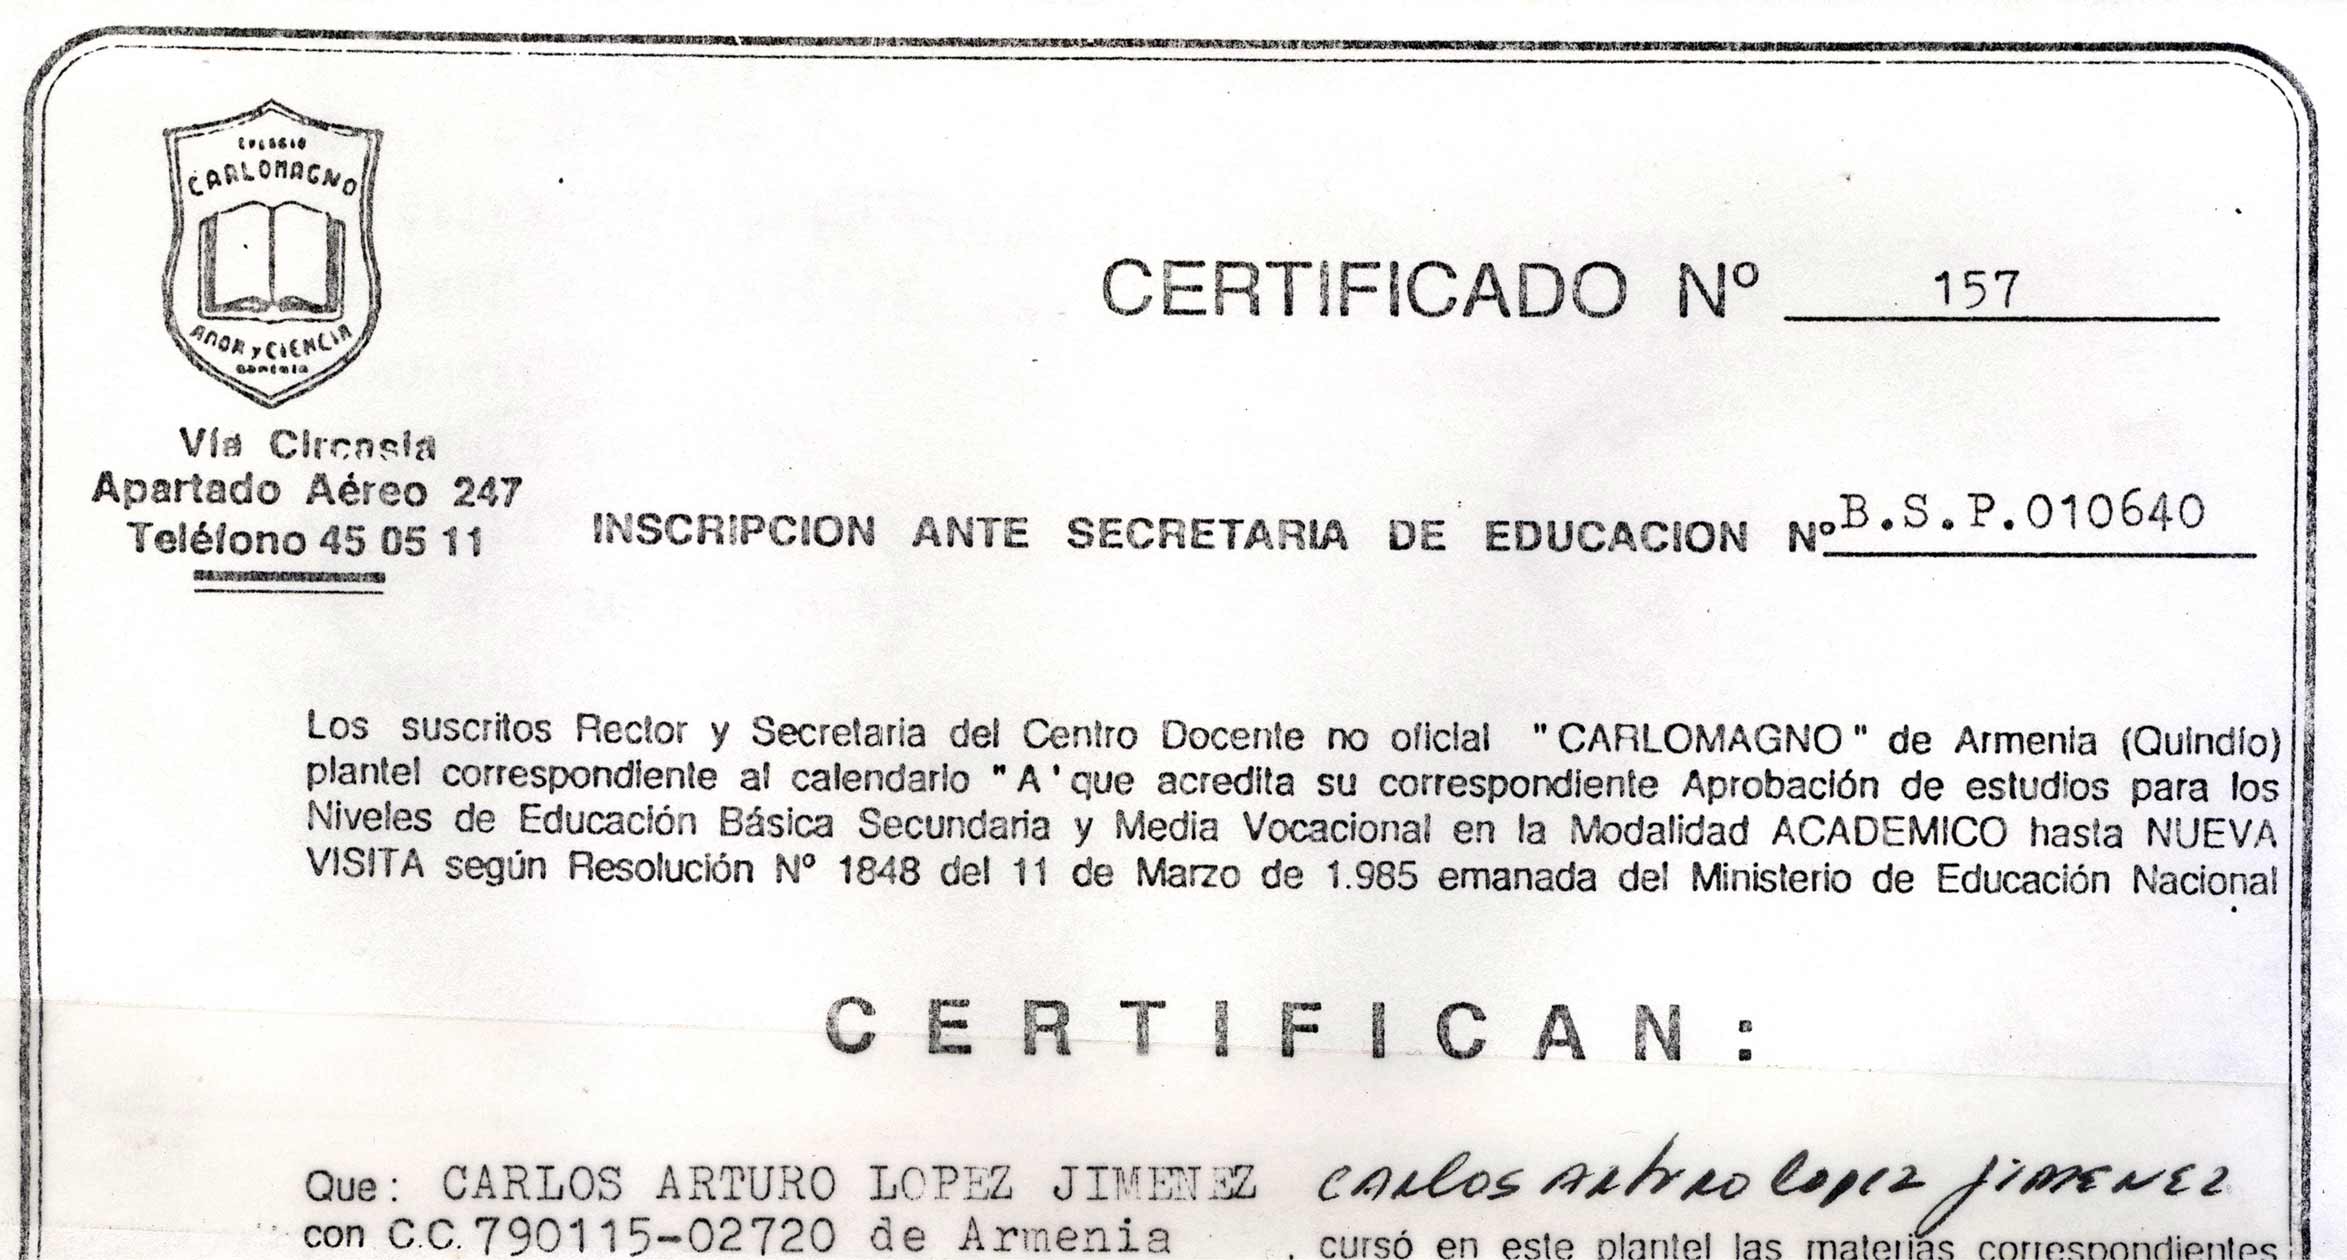 COLEGIO
CARLOMAGNO
AMOR y CIENCIA
Armenia
Vía Circasia
Apartado Aéreo 247
Teléfono 45 05 11
CERTIFICADO Nº 157
INSCRIPCION ANTE SECRETARIA DE EDUCACION Nº B.S.P.010640
Los suscritos Rector y Secretaria del Centro Docente no oficial "CARLOMAGNO" de Armenia (Quindío)
plantel correspondiente al calendario "A' que acredita su correspondiente Aprobación de estudios para los
Niveles de Educación Básica Secundaria y Media Vocacional en la Modalidad ACADEMICO hasta NUEVA
VISITA según Resolución Nº 1848 del 11 de Marzo de 1.985 emanada del Ministerio de Educación Nacional
CERTIFICAN:
Que: CARLOS ARTURO LOPEZ JIMENEZ Carlos Arturo Lopez JIMENEZ
con C.C. 790115-02720 de Armenia , cursó en este plantel las materias correspondientes